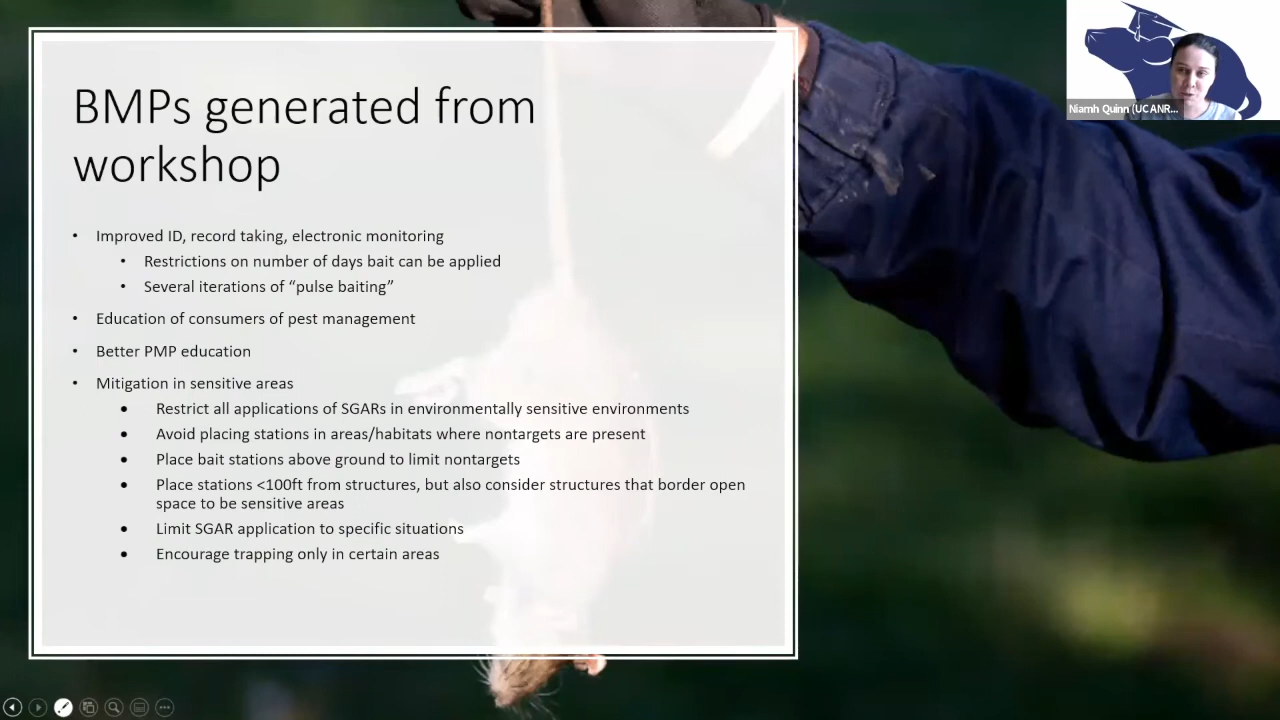 BMPs generated from
workshop
• Improved ID, record taking, electronic monitoring
• Restrictions on number of days bait can be applied
• Several iterations of “pulse baiting”
• Education of consumers of pest management
• Better PMP education
• Mitigation in sensitive areas
• Restrict all applications of SGARs in environmentally sensitive environments
• Avoid placing stations in areas/habitats where nontargets are present
• Place bait stations above ground to limit nontargets
• Place stations <100ft from structures, but also consider structures that border open
space to be sensitive areas
• Limit SGAR application to specific situations
• Encourage trapping only in certain areas
Niamh Quinn (UC ANR...